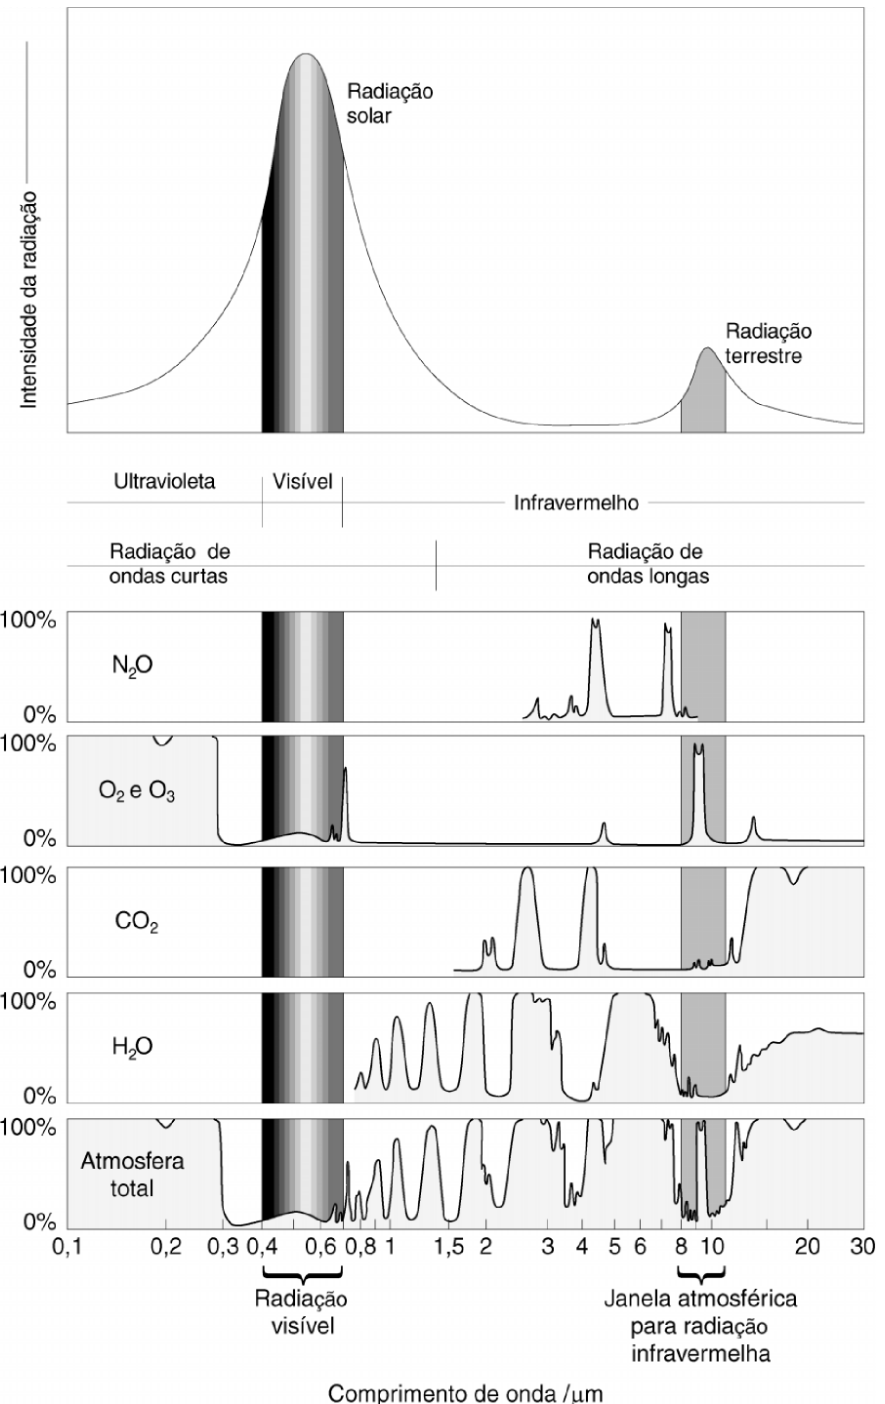 Intensidade da radiação
Radiação
solar
Radiação
terrestre
Ultravioleta
Visível
Infravermelho
Radiação de
ondas curtas
Radiação de
ondas longas
100%
N₂O
0%
100%
O₂ e O₃
0%
100%
CO₂
0%
100%
H₂O
0%
100%
Atmosfera
total
0%
0,1 0,2 0,3 0,4 0,6 0,8 1 1,5 2 3 4 5 6 8 10 20 30
Radiação
visível
Janela atmosférica
para radiação
infravermelha
Comprimento de onda /μm